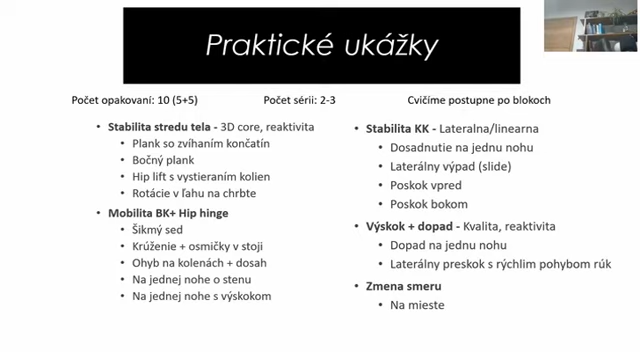 Praktické ukážky
Počet opakovaní: 10 (5+5)
Počet sérii: 2-3
Cvičíme postupne po blokoch
• Stabilita stredu tela - 3D core, reaktivita
• Plank so zvíhaním končatín
• Bočný plank
• Hip lift s vystieraním kolien
• Rotácie v ľahu na chrbte
• Mobilita BK+ Hip hinge
• Šikmý sed
• Krúženie + osmičky v stoji
• Ohyb na kolenách + dosah
• Na jednej nohe o stenu
• Na jednej nohe s výskokom
• Stabilita KK - Lateralna/linearna
• Dosadnutie na jednu nohu
• Laterálny výpad (slide)
• Poskok vpred
• Poskok bokom
• Výskok + dopad - Kvalita, reaktivita
• Dopad na jednu nohu
• Laterálny preskok s rýchlim pohybom rúk
• Zmena smeru
• Na mieste